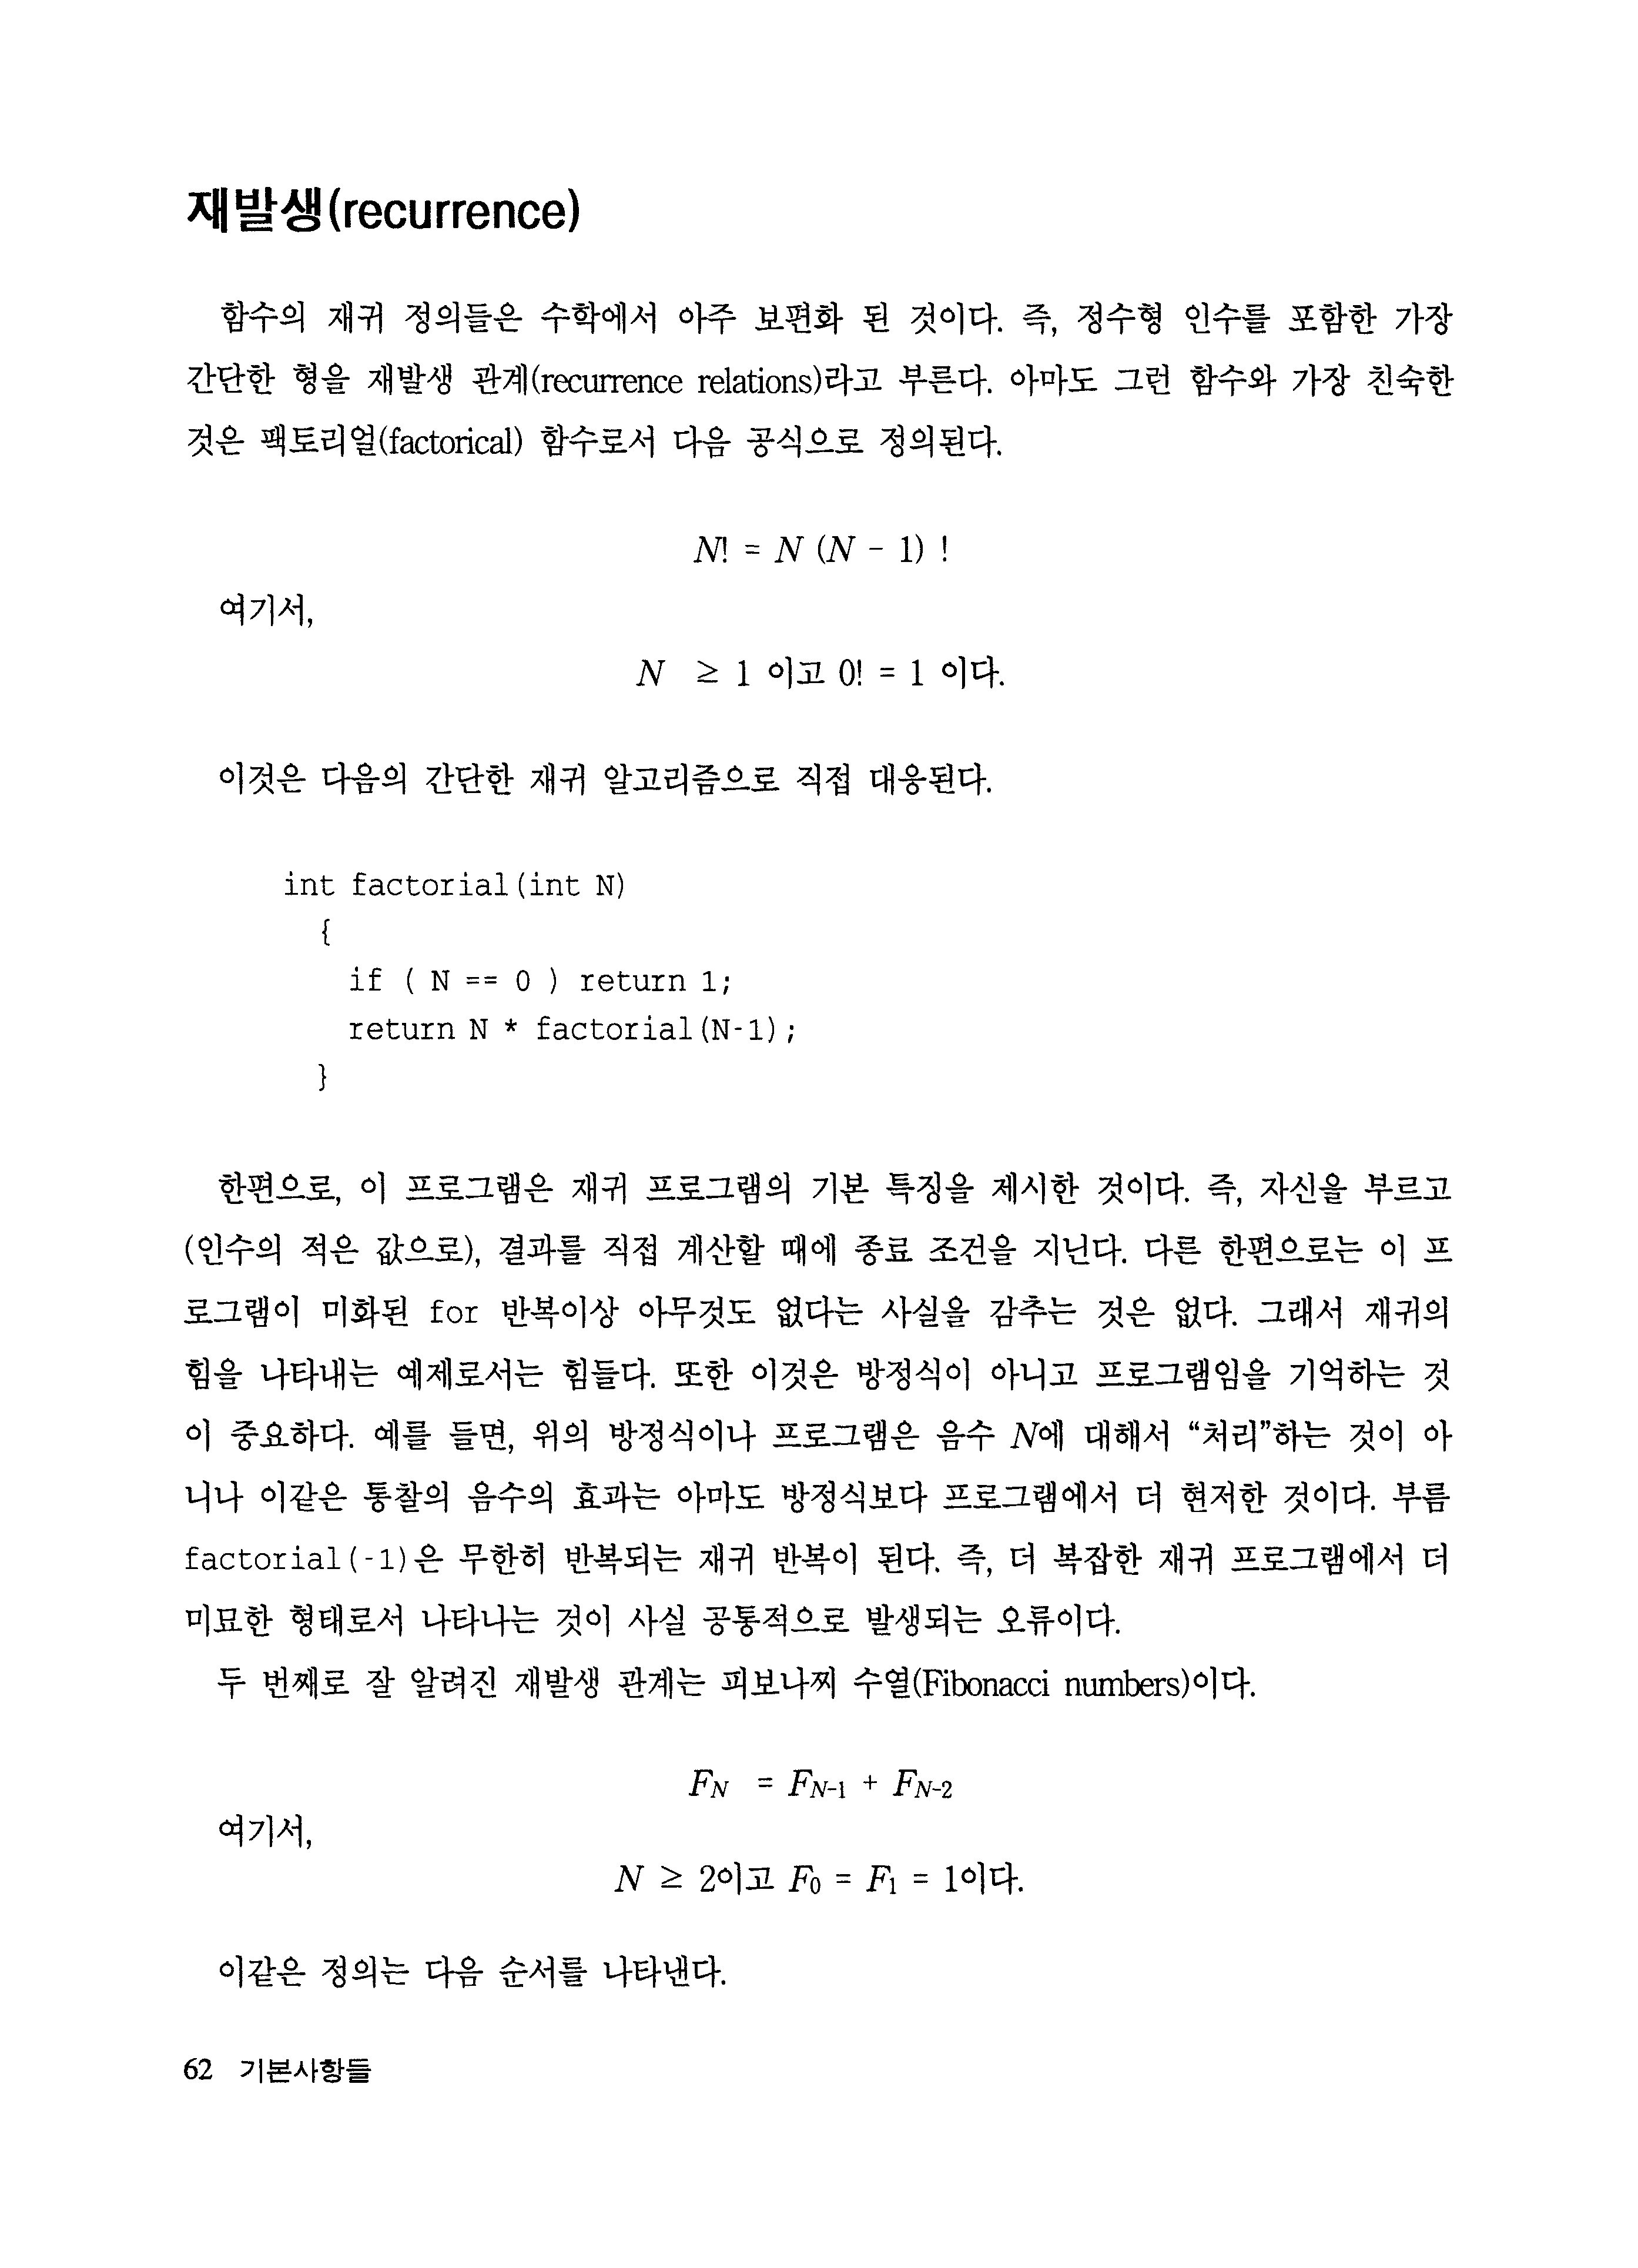 재발생(recurrence)
함수의 재귀 정의들은 수학에서 아주 보편화 된 것이다. 즉, 정수형 인수를 포함한 가장
간단한 형을 재발생 관계(recurrence relations)라고 부른다. 아마도 그런 함수와 가장 친숙한
것은 팩토리얼(factorical) 함수로서 다음 공식으로 정의된다.
N! = N (N - 1) !
여기서,
N ≥ 1 이고 0! = 1 이다.
이것은 다음의 간단한 재귀 알고리즘으로 직접 대응된다.
int factorial(int N)
{
if ( N == 0 ) return 1;
return N * factorial(N-1);
}
한편으로, 이 프로그램은 재귀 프로그램의 기본 특징을 제시한 것이다. 즉, 자신을 부르고
(인수의 적은 값으로), 결과를 직접 계산할 때에 종료 조건을 지닌다. 다른 한편으로는 이 프
로그램이 미화된 for 반복이상 아무것도 없다는 사실을 감추는 것은 없다. 그래서 재귀의
힘을 나타내는 예제로서는 힘들다. 또한 이것은 방정식이 아니고 프로그램임을 기억하는 것
이 중요하다. 예를 들면, 위의 방정식이나 프로그램은 음수 N에 대해서 “처리”하는 것이 아
니나 이같은 통찰의 음수의 효과는 아마도 방정식보다 프로그램에서 더 현저한 것이다. 부름
factorial(-1)은 무한히 반복되는 재귀 반복이 된다. 즉, 더 복잡한 재귀 프로그램에서 더
미묘한 형태로서 나타나는 것이 사실 공통적으로 발생되는 오류이다.
두 번째로 잘 알려진 재발생 관계는 피보나찌 수열(Fibonacci numbers)이다.
F_N = F_{N-1} + F_{N-2}
여기서,
N ≥ 2이고 F₀ = F₁ = 1이다.
이같은 정의는 다음 순서를 나타낸다.
62 기본사항들